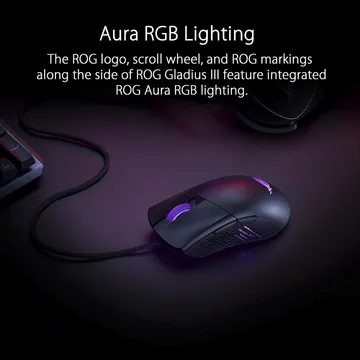 Aura RGB Lighting
The ROG logo, scroll wheel, and ROG markings
along the side of ROG Gladius III feature integrated
ROG Aura RGB lighting.